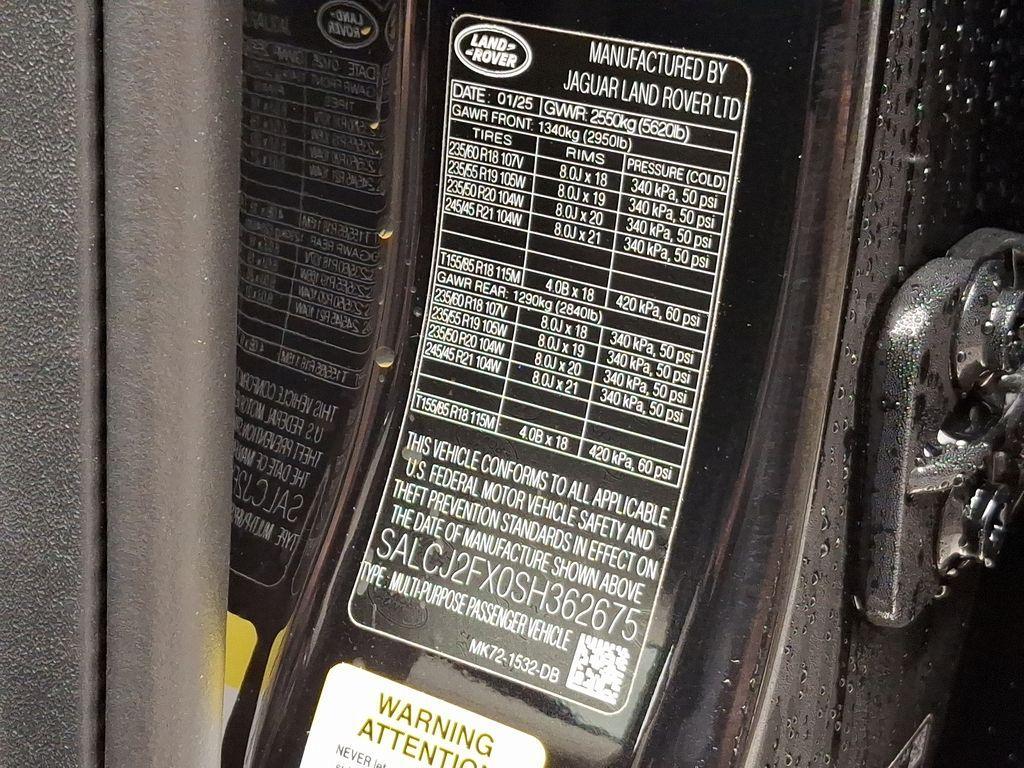 LAND-
-ROVER
MANUFACTURED BY
JAGUAR LAND ROVER LTD
DATE: 01/25 GVWR: 2550kg (5620lb)
GAWR FRONT: 1340kg (2950lb)
TIRES RIMS PRESSURE (COLD)
235/60 R18 107V 8.0J x 18 340 kPa, 50 psi
235/55 R19 105W 8.0J x 19 340 kPa, 50 psi
235/50 R20 104W 8.0J x 20 340 kPa, 50 psi
245/45 R21 104W 8.0J x 21 340 kPa, 50 psi
T155/85 R18 115M 4.0B x 18 420 kPa, 60 psi
GAWR REAR: 1290kg (2840lb)
235/60 R18 107V 8.0J x 18 340 kPa, 50 psi
235/55 R19 105W 8.0J x 19 340 kPa, 50 psi
235/50 R20 104W 8.0J x 20 340 kPa, 50 psi
245/45 R21 104W 8.0J x 21 340 kPa, 50 psi
T155/85 R18 115M 4.0B x 18 420 kPa, 60 psi
THIS VEHICLE CONFORMS TO ALL APPLICABLE
U.S. FEDERAL MOTOR VEHICLE SAFETY AND
THEFT PREVENTION STANDARDS IN EFFECT ON
THE DATE OF MANUFACTURE SHOWN ABOVE
SALCJ2FX0SH362675
TYPE: MULTI-PURPOSE PASSENGER VEHICLE
MK72-1532-DB
WARNING
ATTENTION
NEVER